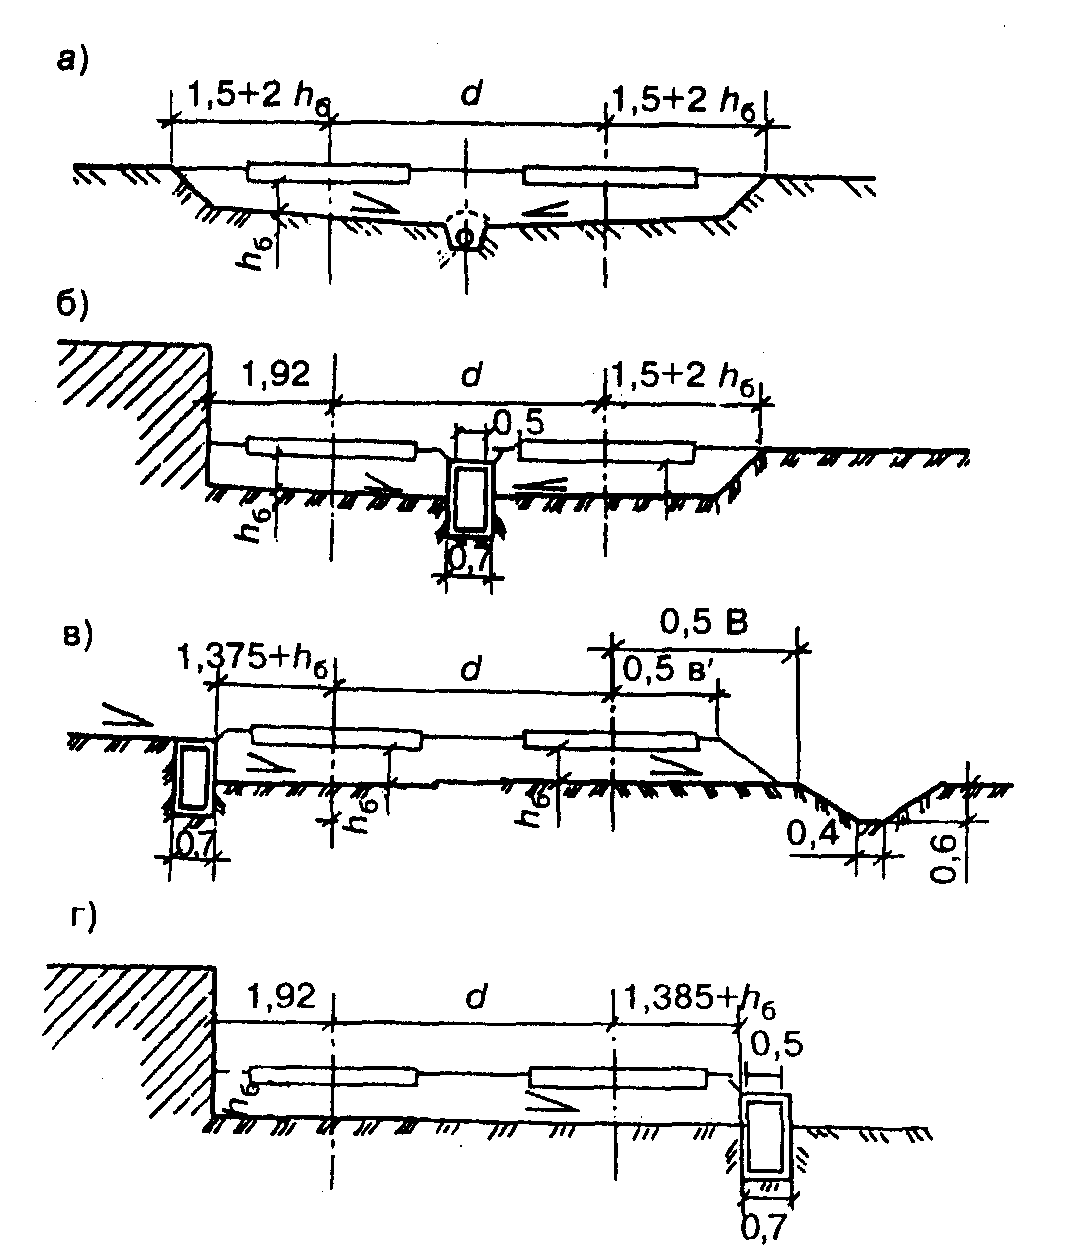 а)
1,5+2 hб d 1,5+2 hб
hб
б)
1,92 d 1,5+2 hб
0,5
hб
0,7
в)
0,5 В
1,375+hб d 0,5 в'
hб hб
0,7 0,4 0,6
г)
1,92 d 1,385+hб
0,5
hб
0,7